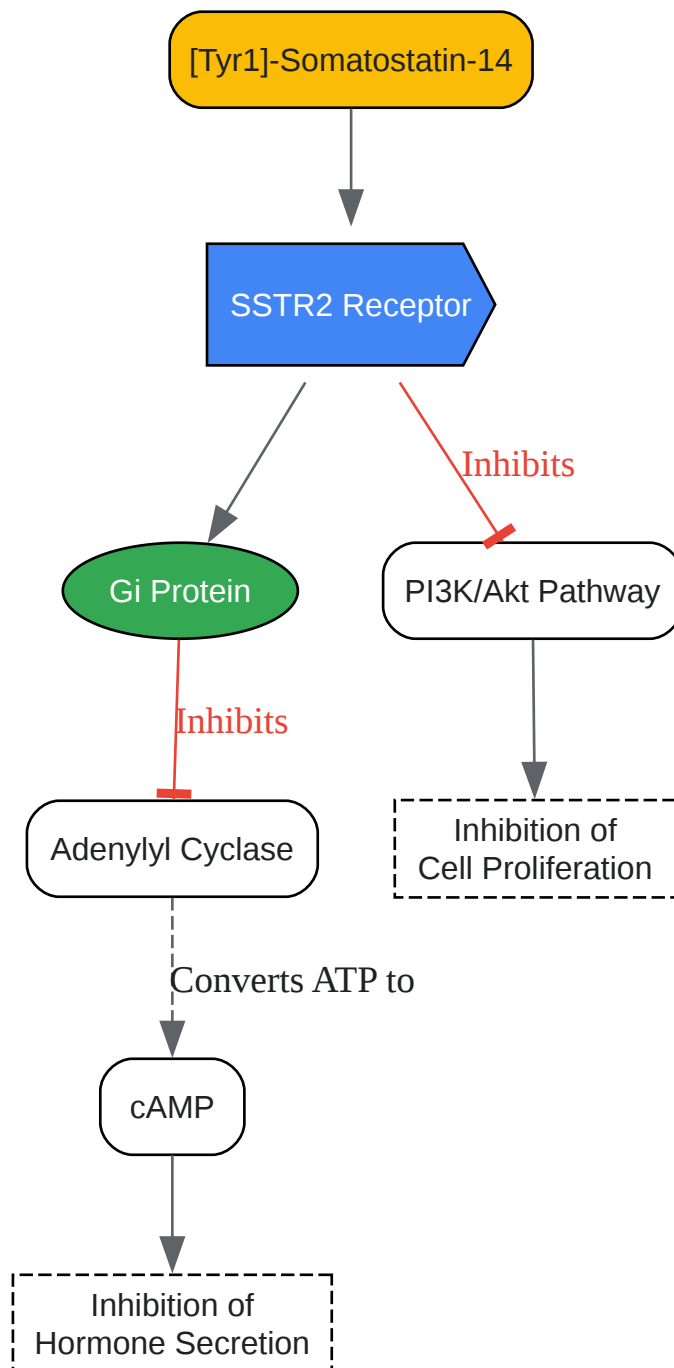 [Tyr1]-Somatostatin-14
SSTR2 Receptor
Inhibits
Gi Protein
PI3K/Akt Pathway
Inhibits
Adenylyl Cyclase
Inhibition of
Cell Proliferation
Converts ATP to
cAMP
Inhibition of
Hormone Secretion